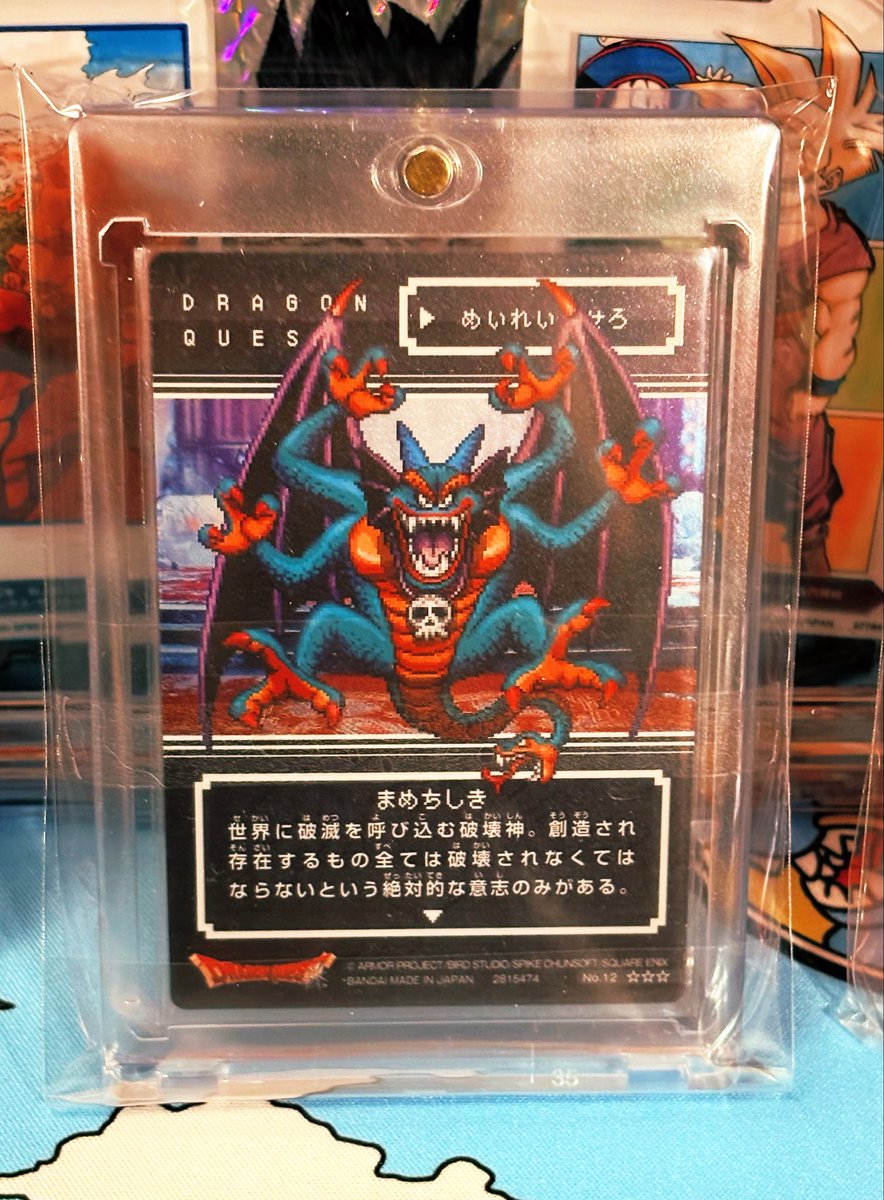 DRAGON
QUES
めいれい せろ
まめちしき
世界に破滅を呼び込む破壊神。創造され
存在するもの全ては破壊されなくては
ならないという絶対的な意志のみがある。
DRAGON QUEST
© ARMOR PROJECT/BIRD STUDIO/SPIKE CHUNSOFT/SQUARE ENIX
BANDAI MADE IN JAPAN 2815474 No.12 ☆☆☆
35